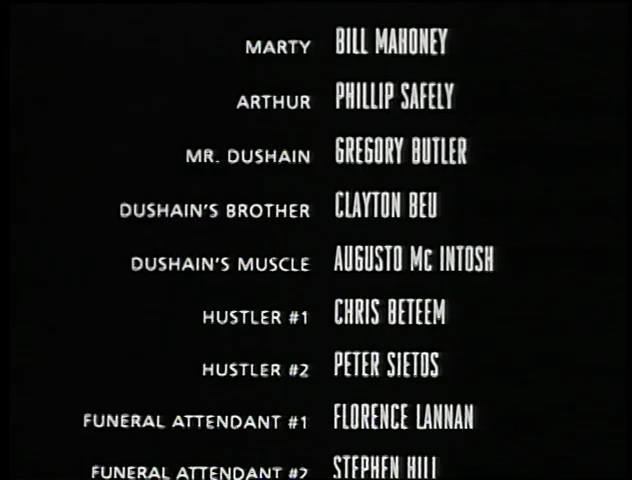 MARTY BILL MAHONEY
ARTHUR PHILLIP SAFELY
MR. DUSHAIN GREGORY BUTLER
DUSHAIN'S BROTHER CLAYTON BEU
DUSHAIN'S MUSCLE AUGUSTO Mc INTOSH
HUSTLER #1 CHRIS BETEEM
HUSTLER #2 PETER SIETOS
FUNERAL ATTENDANT #1 FLORENCE LANNAN
FUNERAL ATTENDANT #2 STEPHEN HILL